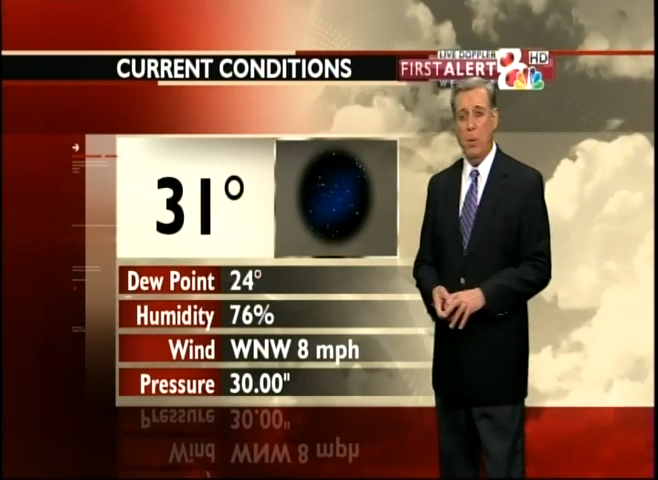 CURRENT CONDITIONS
LIVE DOPPLER 8 HD
FIRST ALERT
31°
Dew Point 24°
Humidity 76%
Wind WNW 8 mph
Pressure 30.00"